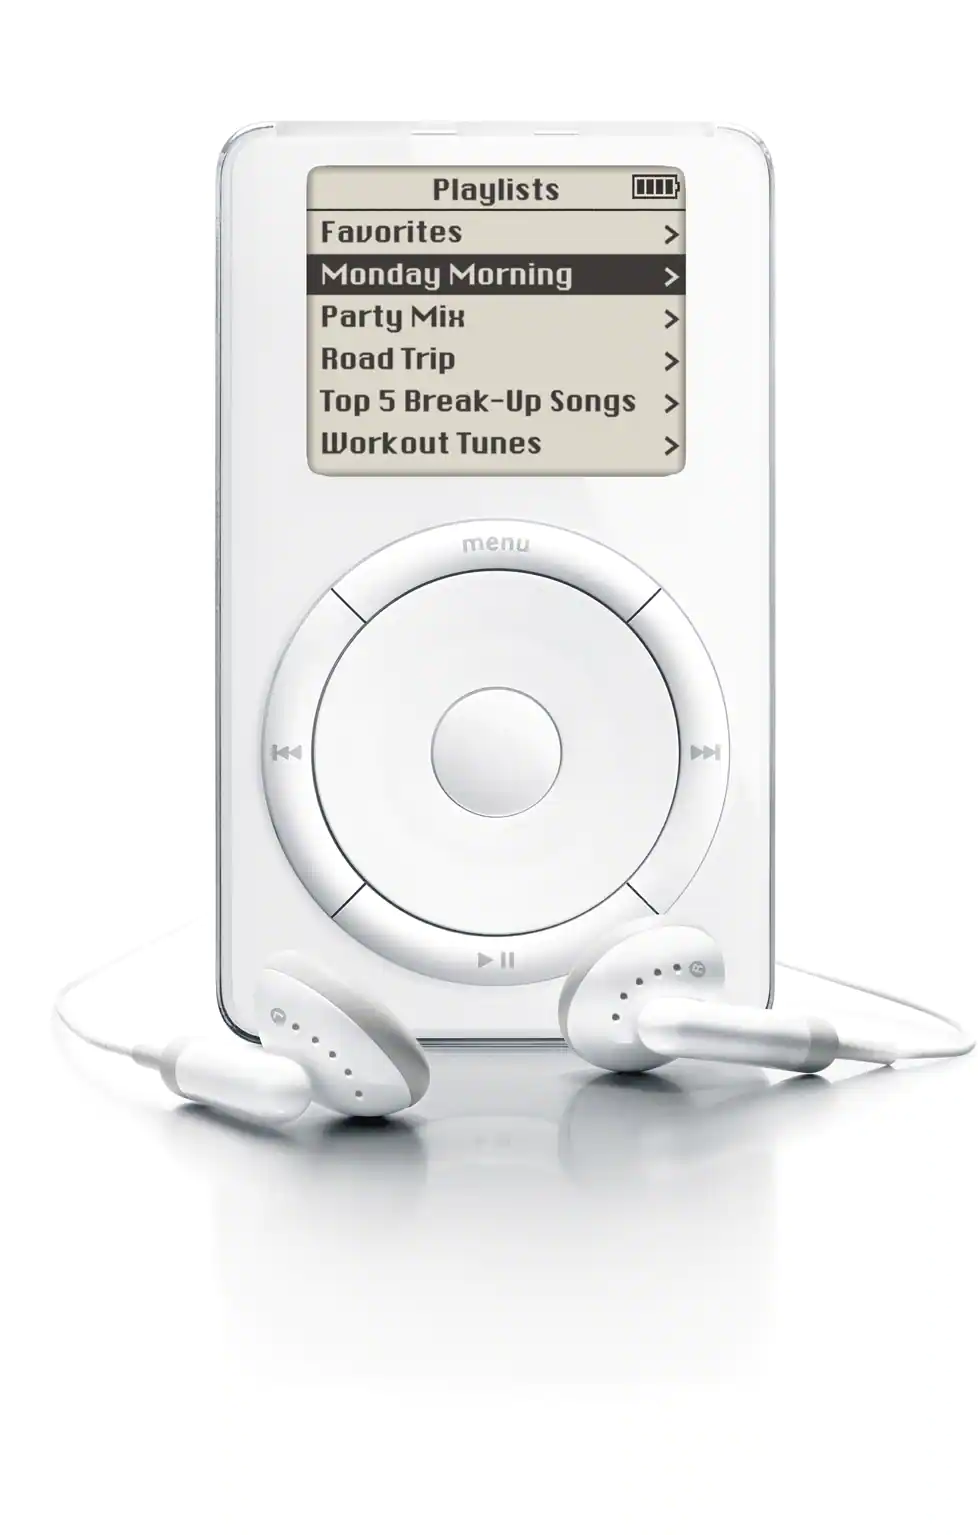 Playlists
Favorites
Monday Morning
Party Mix
Road Trip
Top 5 Break-Up Songs
Workout Tunes
menu
L
R